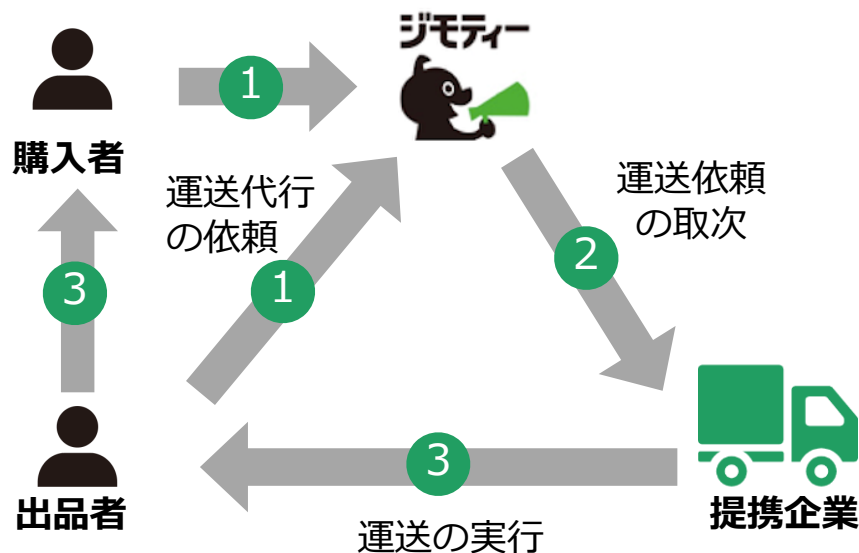 ジモティー
1
購入者
運送代行
の依頼
運送依頼
の取次
1
2
3
3
出品者
提携企業
運送の実行